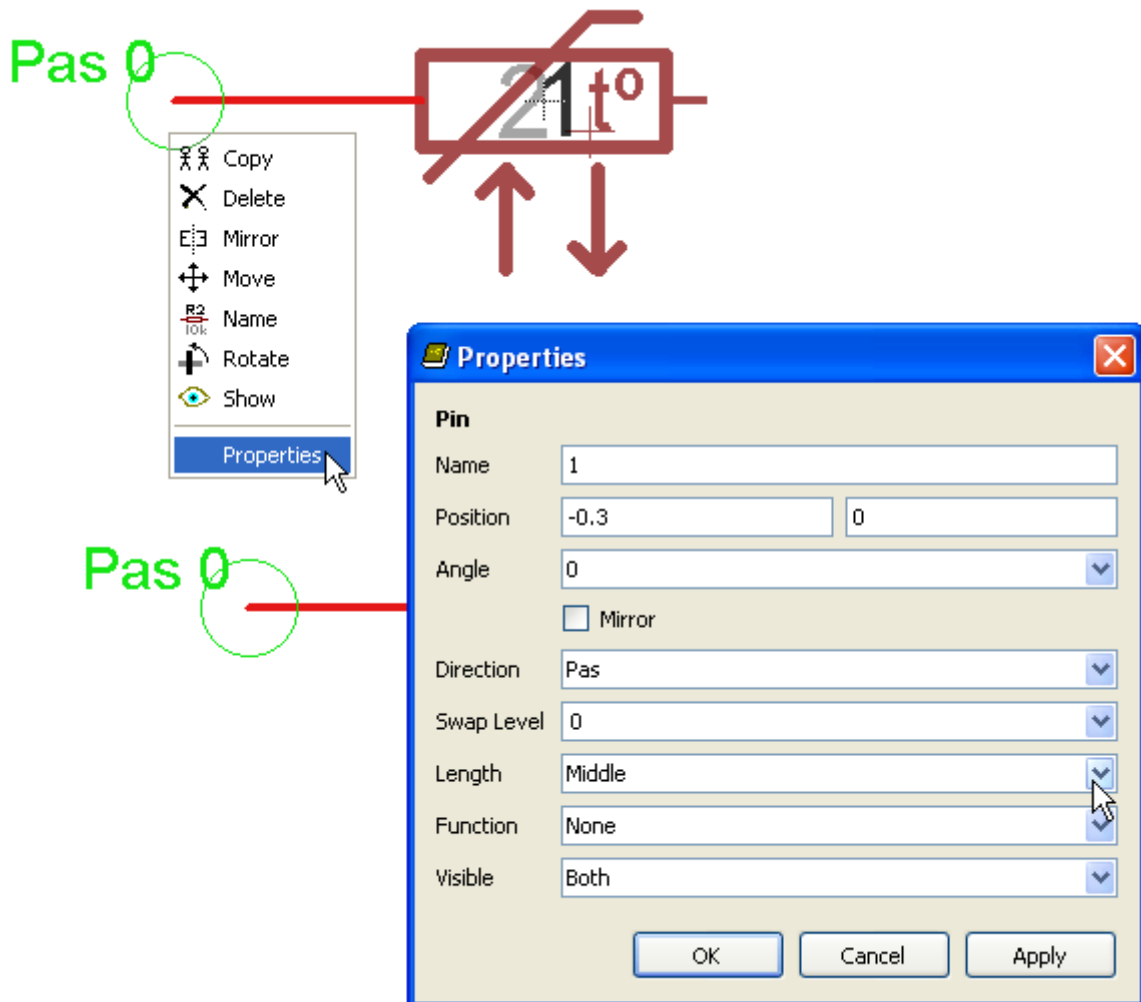 Pas 0
21 tº
Copy
Delete
E E Mirror
Move
R2
10k Name
Rotate
Show
Properties
Properties
Pin
Name 1
Position -0.3 0
Pas 0
Angle 0
Mirror
Direction Pas
Swap Level 0
Length Middle
Function None
Visible Both
OK Cancel Apply